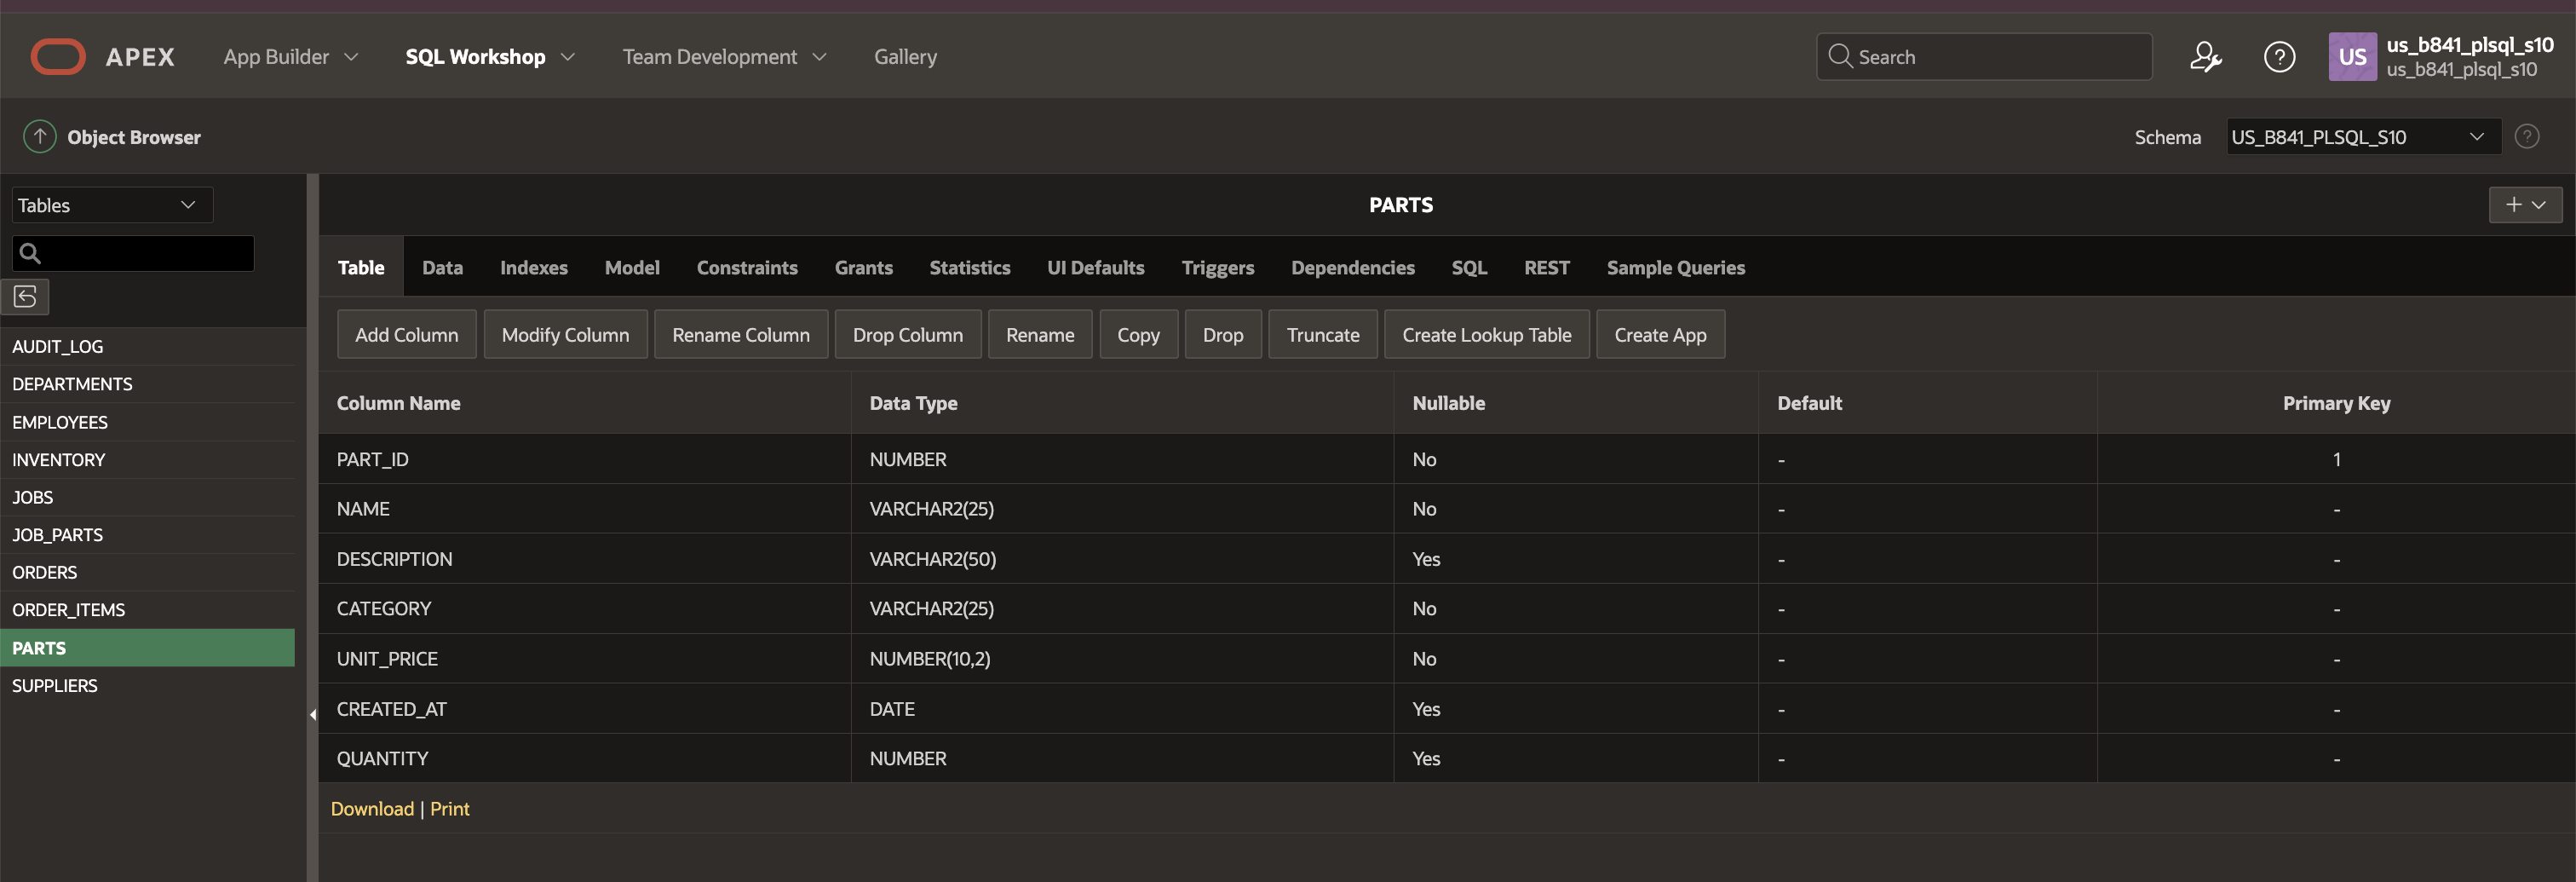 APEX App Builder SQL Workshop Team Development Gallery Search US us_b841_plsql_s10
us_b841_plsql_s10
Object Browser Schema US_B841_PLSQL_S10
Tables
AUDIT_LOG
DEPARTMENTS
EMPLOYEES
INVENTORY
JOBS
JOB_PARTS
ORDERS
ORDER_ITEMS
PARTS
SUPPLIERS
PARTS
Table Data Indexes Model Constraints Grants Statistics UI Defaults Triggers Dependencies SQL REST Sample Queries
Add Column Modify Column Rename Column Drop Column Rename Copy Drop Truncate Create Lookup Table Create App
Column Name Data Type Nullable Default Primary Key
PART_ID NUMBER No - 1
NAME VARCHAR2(25) No - -
DESCRIPTION VARCHAR2(50) Yes - -
CATEGORY VARCHAR2(25) No - -
UNIT_PRICE NUMBER(10,2) No - -
CREATED_AT DATE Yes - -
QUANTITY NUMBER Yes - -
Download | Print